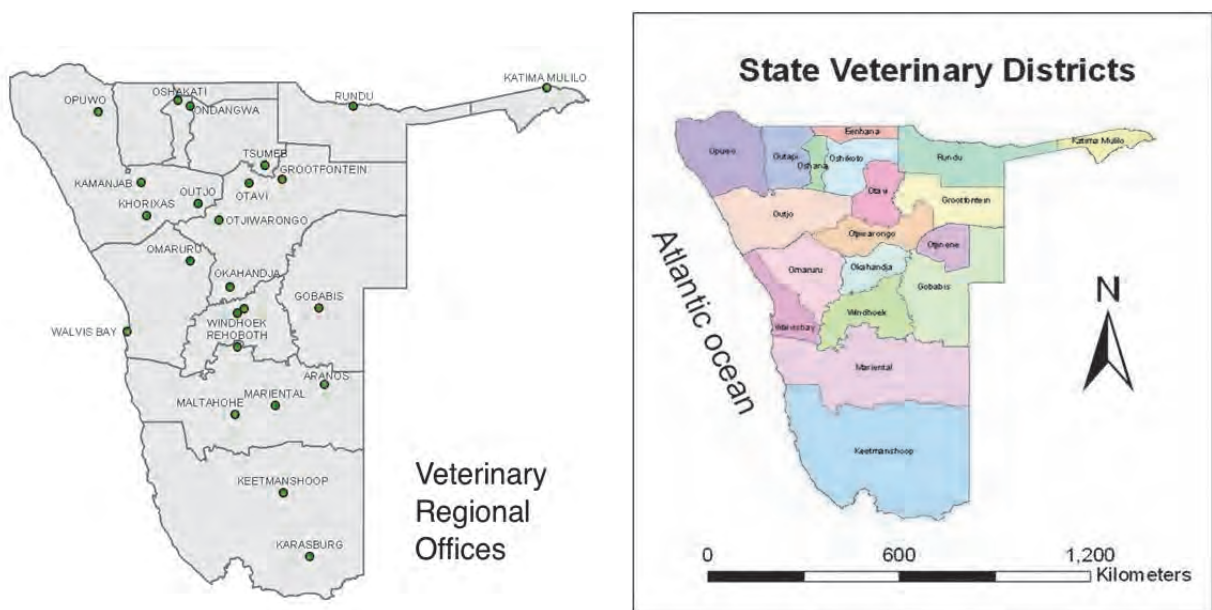 KATIMA MULILO
OSHAKATI
RUNDU
OPUWO
ONDANGWA
TSUMEB
GROOTFONTEIN
KAMANJAB
OTAVI
OUTJO
KHORIXAS
OTJIWARONGO
OMARURU
OKAHANDJA
GOBABIS
WINDHOEK
WALVIS BAY
REHOBOTH
ARANOS
MARIENTAL
MALTAHOHE
KEETMANSHOOP
KARASBURG
Veterinary
Regional
Offices
State Veterinary Districts
Eenhana
Katima Mulilo
Opuwo
Outapi
Oshana
Oshikoto
Rundu
Otavi
Grootfontein
Outjo
Otjiwarongo
Otjinene
Omaruru
Okahandja
Gobabis
Windhoek
Walvisbay
Mariental
Keetmanshoop
Atlantic ocean
N
0 600 1,200
Kilometers